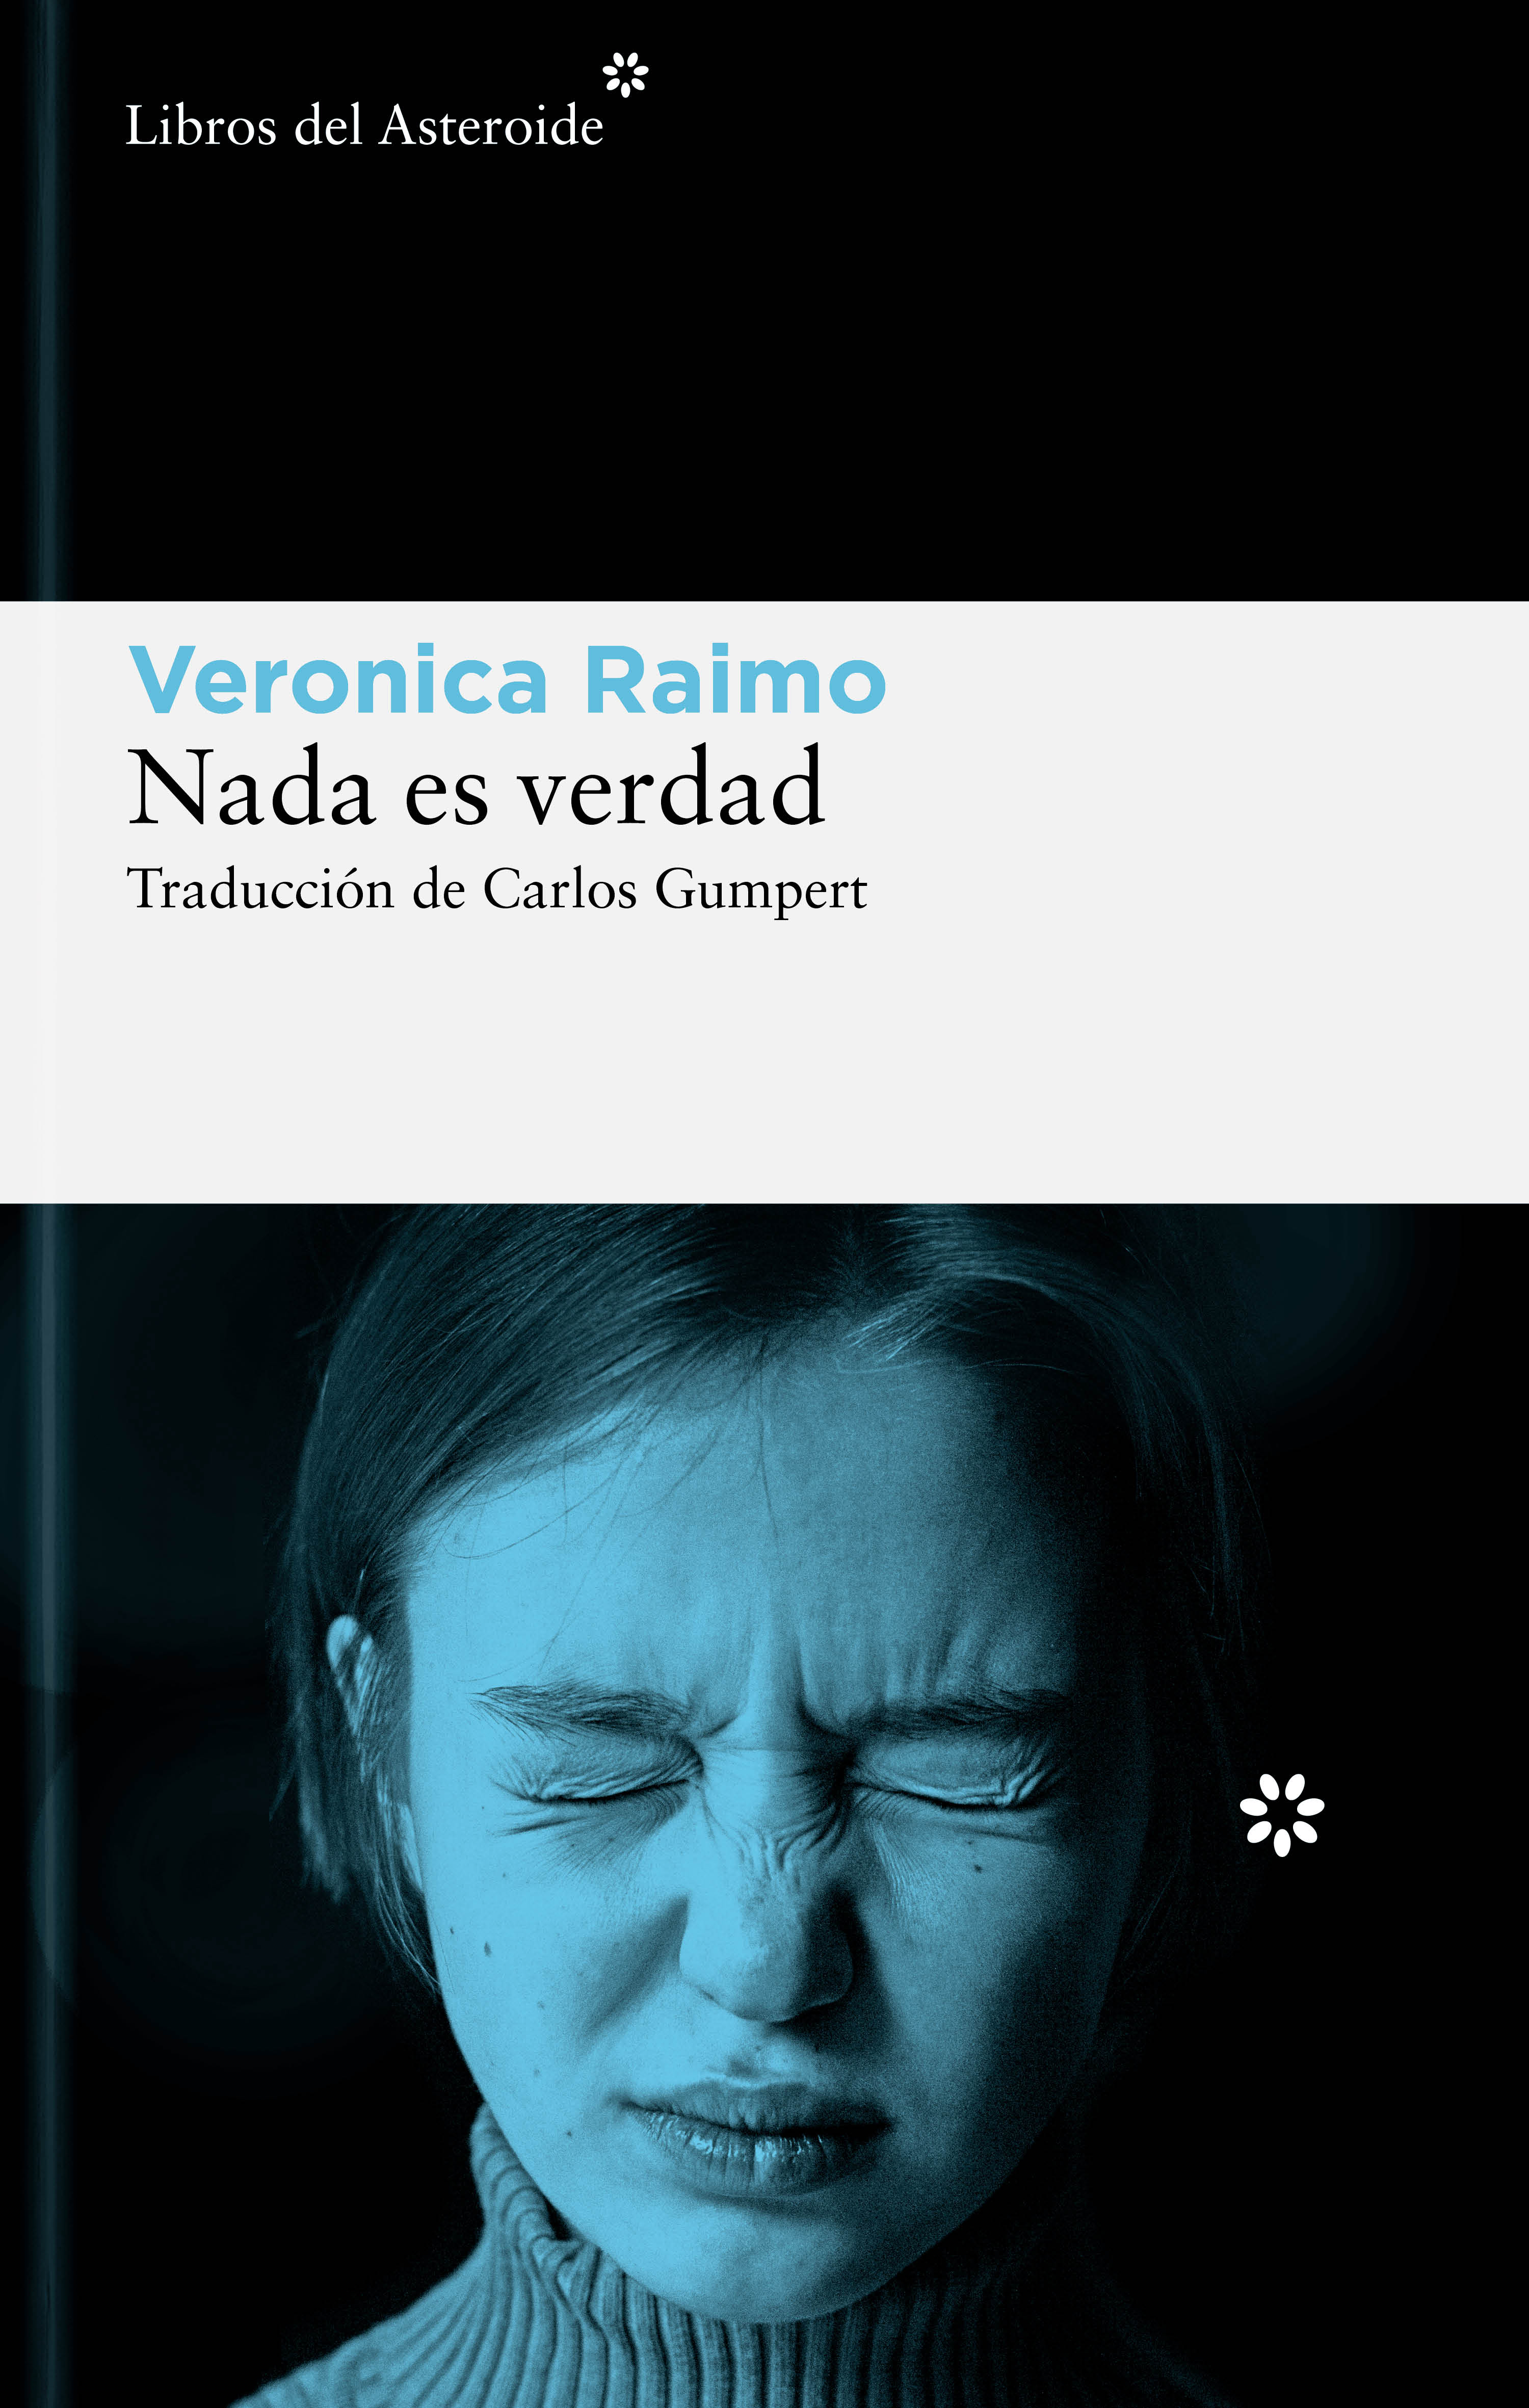 Libros del Asteroide
Veronica Raimo
Nada es verdad
Traducción de Carlos Gumpert